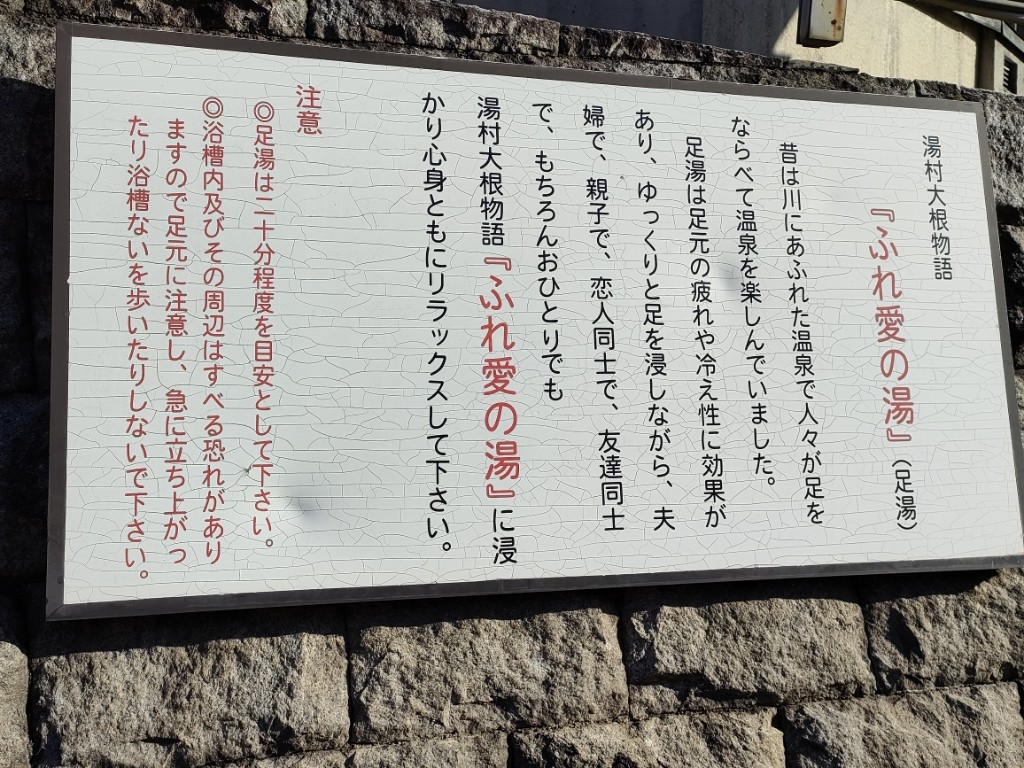 湯村大根物語
『ふれ愛の湯』（足湯）
昔は川にあふれた温泉で人々が足を
ならべて温泉を楽しんでいました。
足湯は足元の疲れや冷え性に効果が
あり、ゆっくりと足を浸しながら、夫
婦で、親子で、恋人同士で、友達同士
で、もちろんおひとりでも
湯村大根物語『ふれ愛の湯』に浸
かり心身ともにリラックスして下さい。
注意
◎足湯は二十分程度を目安として下さい。
◎浴槽内及びその周辺はすべる恐れがあり
ますので足元に注意し、急に立ち上がっ
たり浴槽ないを歩いたりしないで下さい。